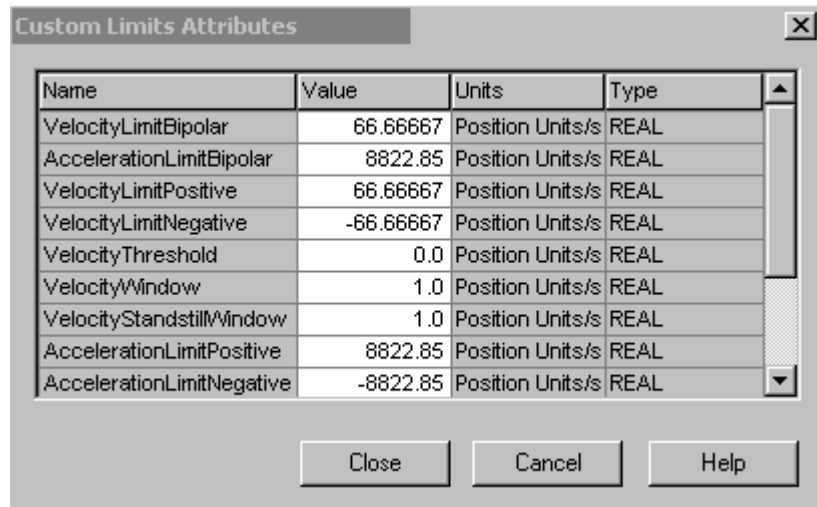 Custom Limits Attributes
Name Value Units Type
VelocityLimitBipolar 66.66667 Position Units/s REAL
AccelerationLimitBipolar 8822.85 Position Units/s REAL
VelocityLimitPositive 66.66667 Position Units/s REAL
VelocityLimitNegative -66.66667 Position Units/s REAL
VelocityThreshold 0.0 Position Units/s REAL
VelocityWindow 1.0 Position Units/s REAL
VelocityStandstillWindow 1.0 Position Units/s REAL
AccelerationLimitPositive 8822.85 Position Units/s REAL
AccelerationLimitNegative -8822.85 Position Units/s REAL
Close Cancel Help